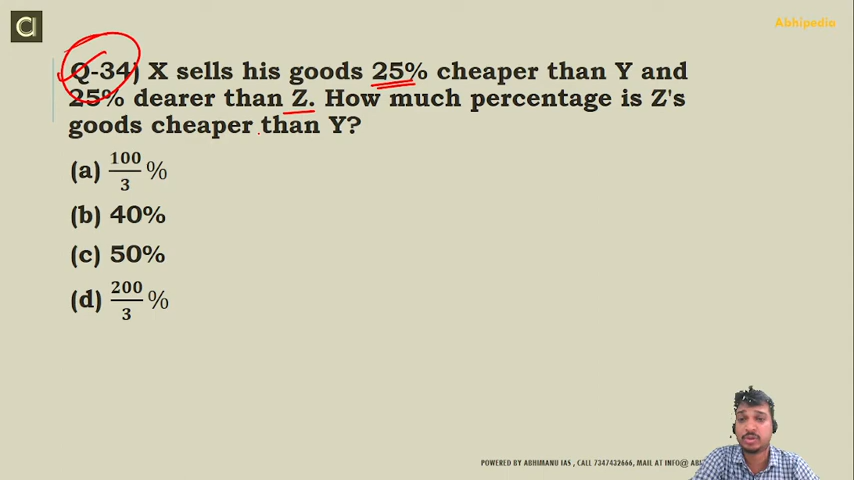 Abhipedia
Q-34) X sells his goods 25% cheaper than Y and
25% dearer than Z. How much percentage is Z's
goods cheaper than Y?
(a) 100/3 %
(b) 40%
(c) 50%
(d) 200/3 %
POWERED BY ABHIMANU IAS , CALL 7347432666, MAIL AT INFO@